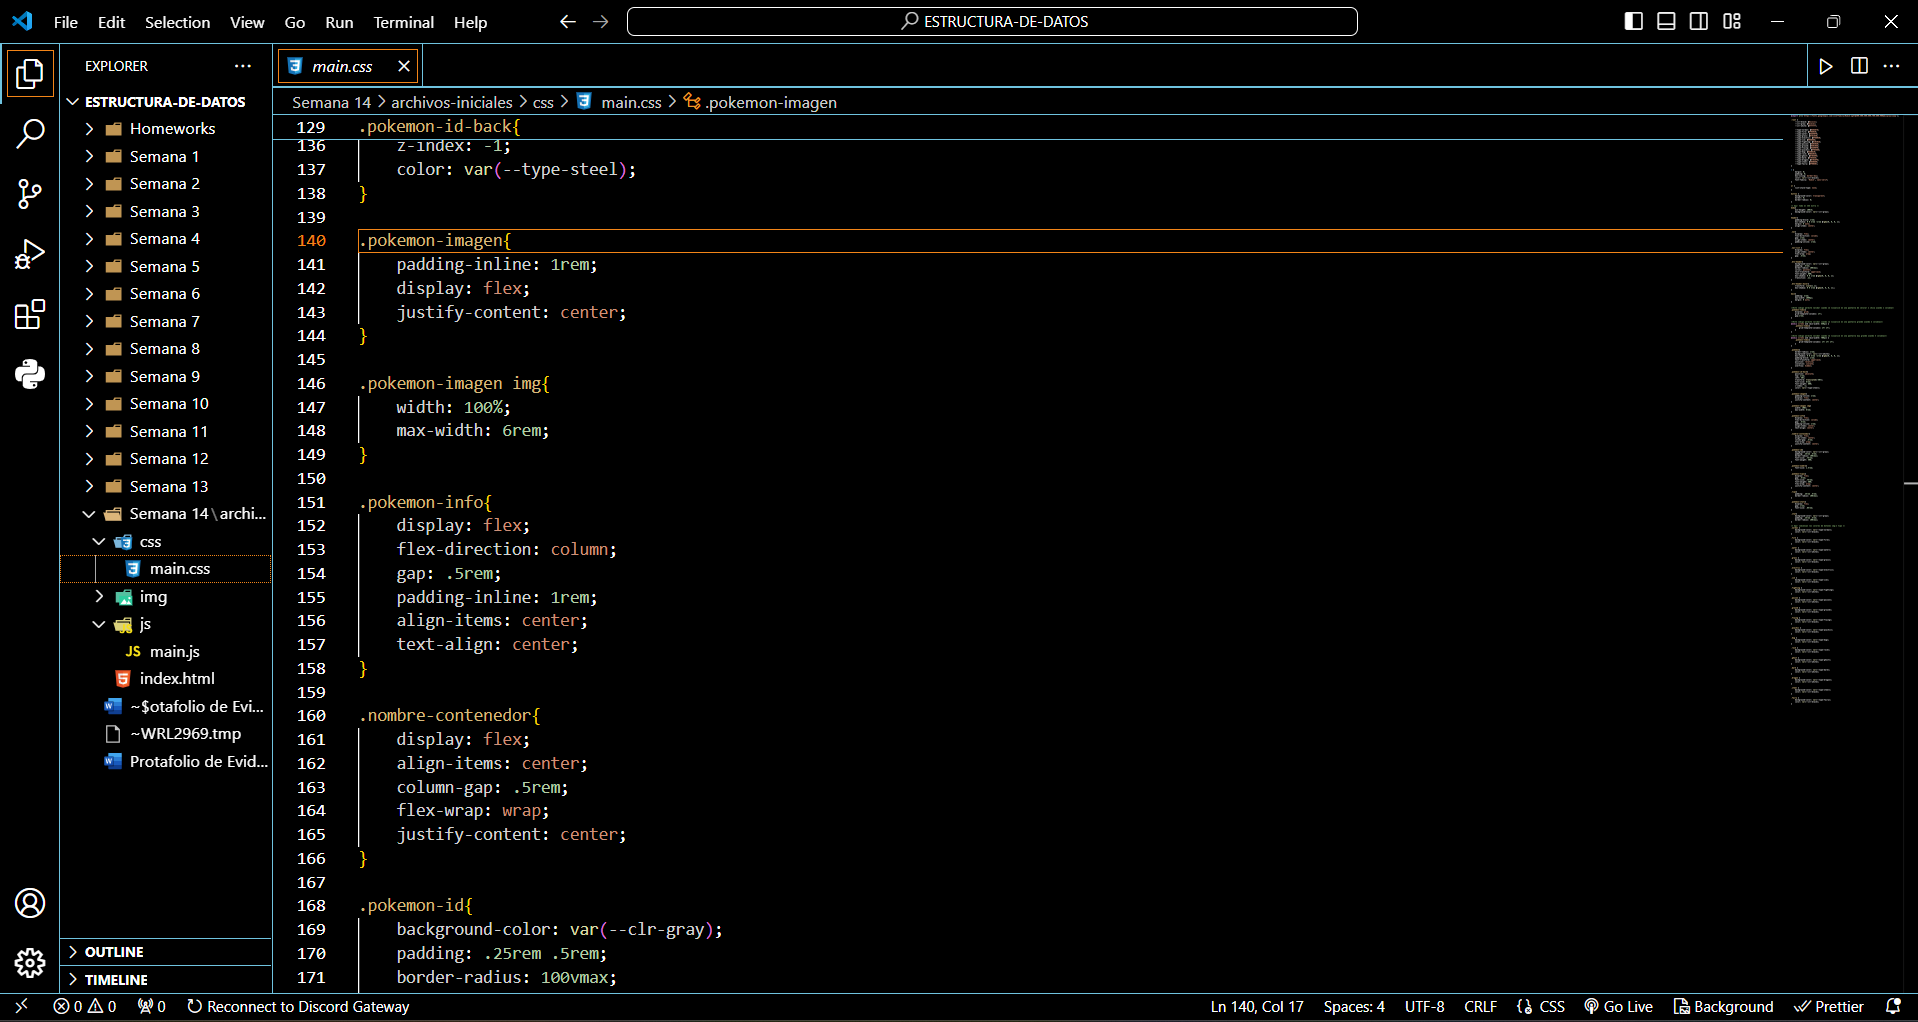 File Edit Selection View Go Run Terminal Help
ESTRUCTURA-DE-DATOS
EXPLORER
ESTRUCTURA-DE-DATOS
Homeworks
Semana 1
Semana 2
Semana 3
Semana 4
Semana 5
Semana 6
Semana 7
Semana 8
Semana 9
Semana 10
Semana 11
Semana 12
Semana 13
Semana 14\archi...
css
main.css
img
js
JS main.js
index.html
~$otafolio de Evi...
~WRL2969.tmp
Protafolio de Evid...
OUTLINE
TIMELINE
main.css
Semana 14 > archivos-iniciales > css > main.css > .pokemon-imagen
129 .pokemon-id-back{
136 z-index: -1;
137 color: var(--type-steel);
138 }
139
140 .pokemon-imagen{
141 padding-inline: 1rem;
142 display: flex;
143 justify-content: center;
144 }
145
146 .pokemon-imagen img{
147 width: 100%;
148 max-width: 6rem;
149 }
150
151 .pokemon-info{
152 display: flex;
153 flex-direction: column;
154 gap: .5rem;
155 padding-inline: 1rem;
156 align-items: center;
157 text-align: center;
158 }
159
160 .nombre-contenedor{
161 display: flex;
162 align-items: center;
163 column-gap: .5rem;
164 flex-wrap: wrap;
165 justify-content: center;
166 }
167
168 .pokemon-id{
169 background-color: var(--clr-gray);
170 padding: .25rem .5rem;
171 border-radius: 100vmax;
0 0 0 Reconnect to Discord Gateway
Ln 140, Col 17 Spaces: 4 UTF-8 CRLF {} CSS Go Live Background Prettier